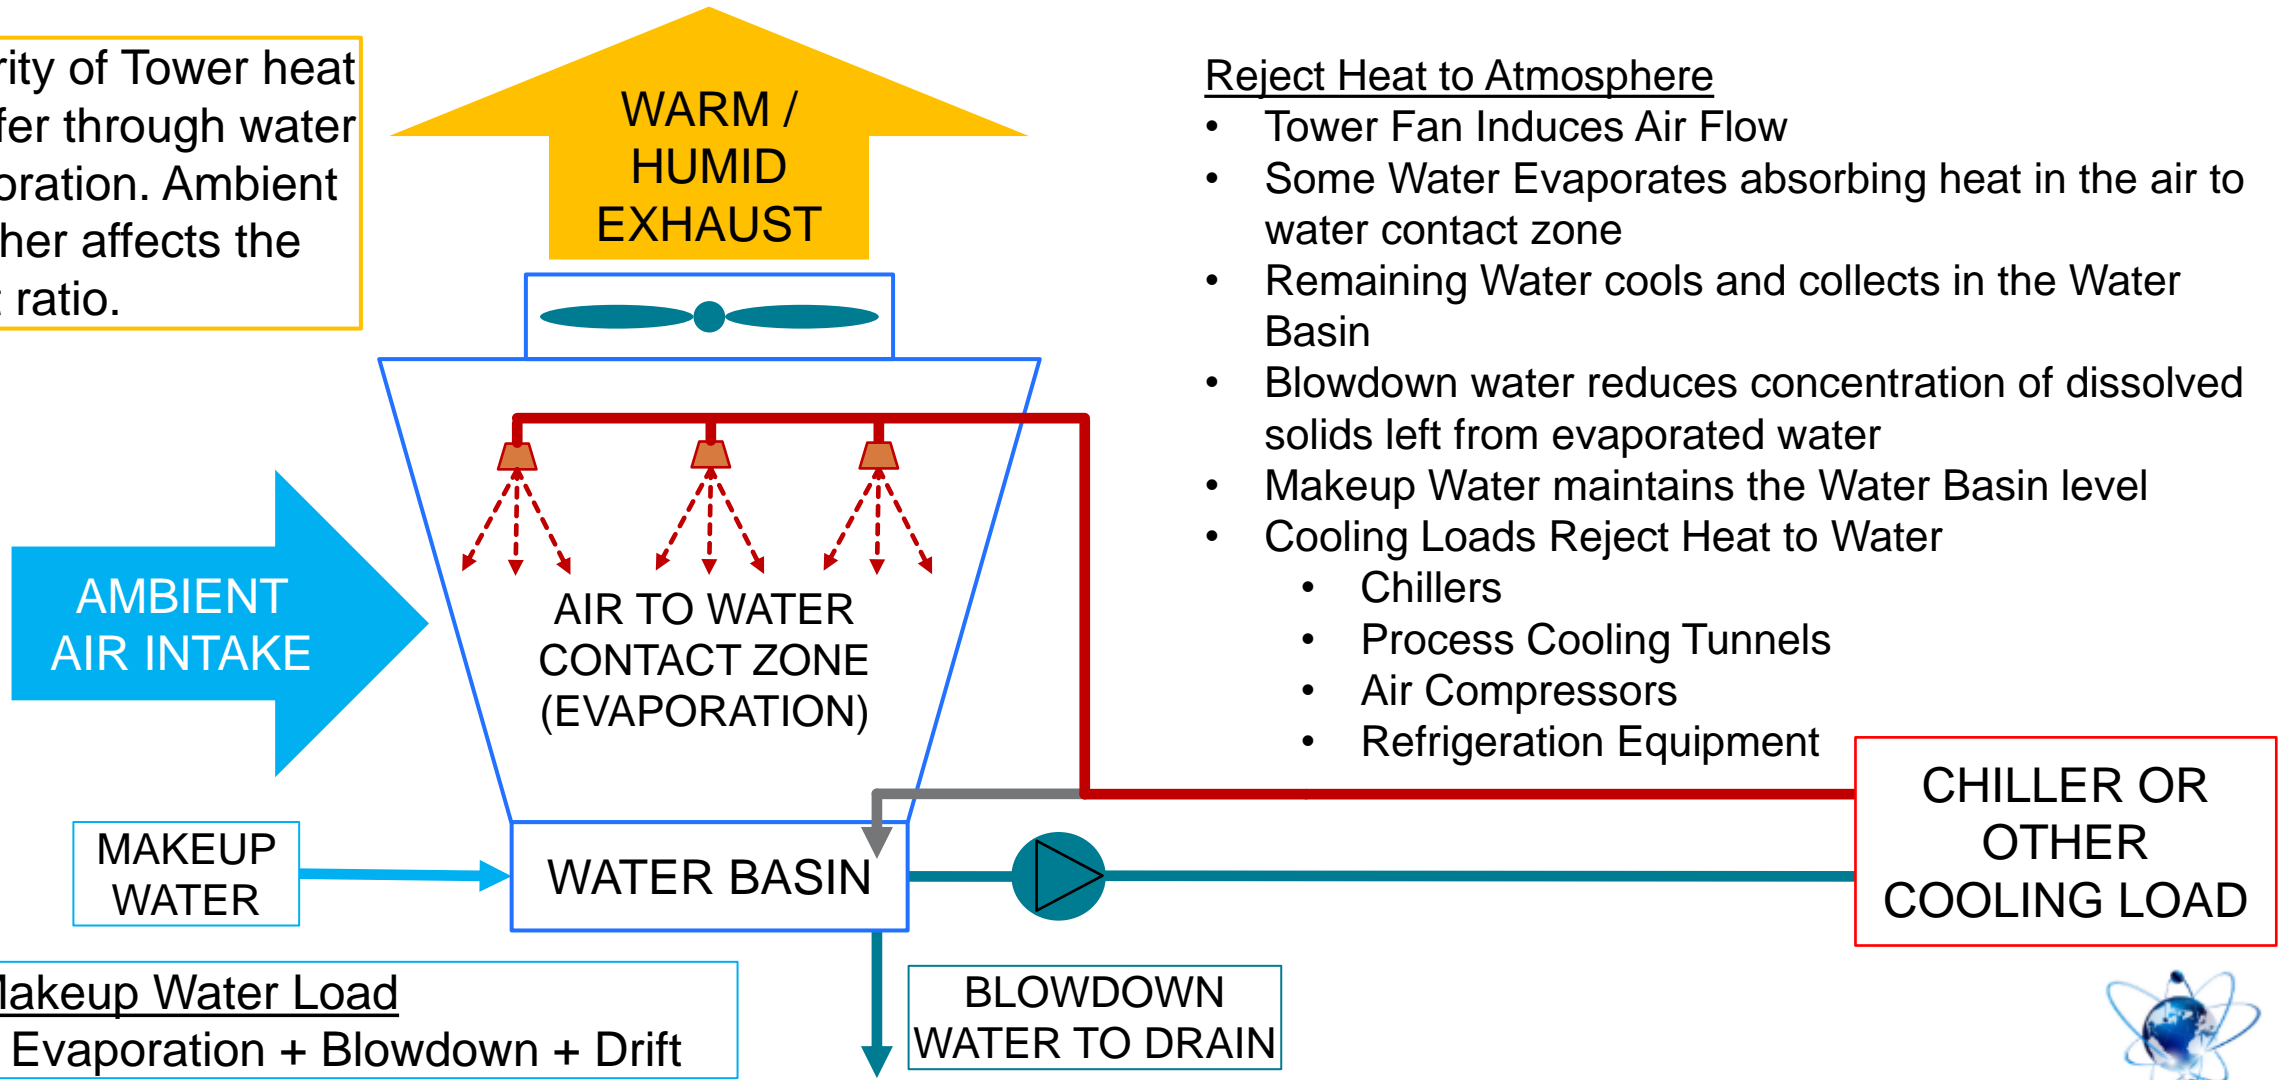 rity of Tower heat
fer through water
oration. Ambient
her affects the
t ratio.
WARM /
HUMID
EXHAUST
AMBIENT
AIR INTAKE
AIR TO WATER
CONTACT ZONE
(EVAPORATION)
MAKEUP
WATER
WATER BASIN
Makeup Water Load
Evaporation + Blowdown + Drift
BLOWDOWN
WATER TO DRAIN
Reject Heat to Atmosphere
• Tower Fan Induces Air Flow
• Some Water Evaporates absorbing heat in the air to
water contact zone
• Remaining Water cools and collects in the Water
Basin
• Blowdown water reduces concentration of dissolved
solids left from evaporated water
• Makeup Water maintains the Water Basin level
• Cooling Loads Reject Heat to Water
• Chillers
• Process Cooling Tunnels
• Air Compressors
• Refrigeration Equipment
CHILLER OR
OTHER
COOLING LOAD